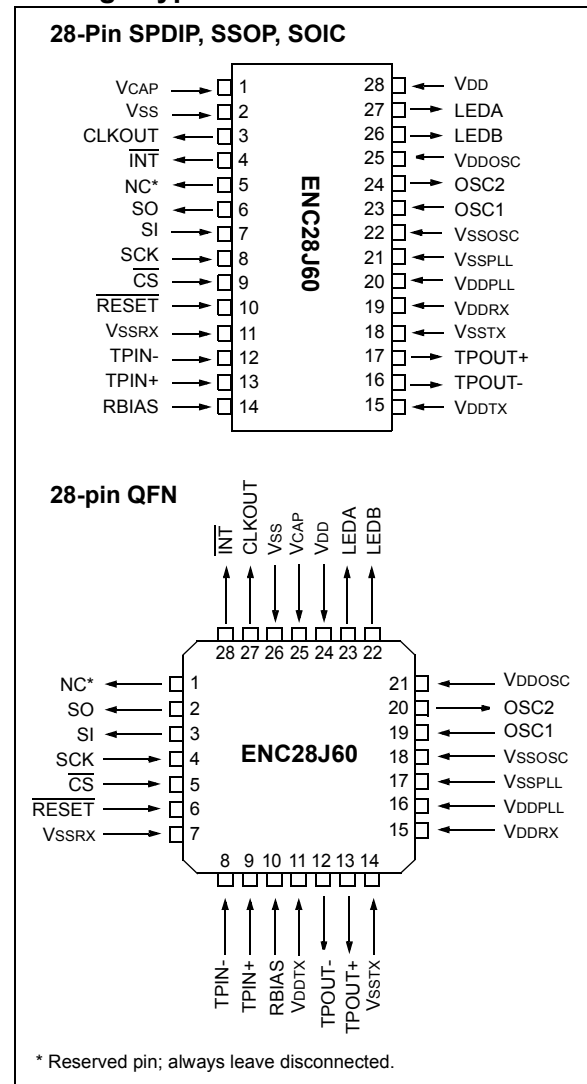 28-Pin SPDIP, SSOP, SOIC
VCAP 1 28 VDD
VSS 2 27 LEDA
CLKOUT 3 26 LEDB
INT 4 25 VDDOSC
NC* 5 24 OSC2
SO 6 23 OSC1
SI 7 22 VSSOSC
SCK 8 21 VSSPLL
CS 9 20 VDDPLL
RESET 10 19 VDDRX
VSSRX 11 18 VSSTX
TPIN- 12 17 TPOUT+
TPIN+ 13 16 TPOUT-
RBIAS 14 15 VDDTX
ENC28J60
28-pin QFN
INT CLKOUT VSS VCAP VDD LEDA LEDB
28 27 26 25 24 23 22
NC* 1 21 VDDOSC
SO 2 20 OSC2
SI 3 19 OSC1
SCK 4 18 VSSOSC
CS 5 17 VSSPLL
RESET 6 16 VDDPLL
VSSRX 7 15 VDDRX
ENC28J60
8 9 10 11 12 13 14
TPIN- TPIN+ RBIAS VDDTX TPOUT- TPOUT+ VSSTX
* Reserved pin; always leave disconnected.